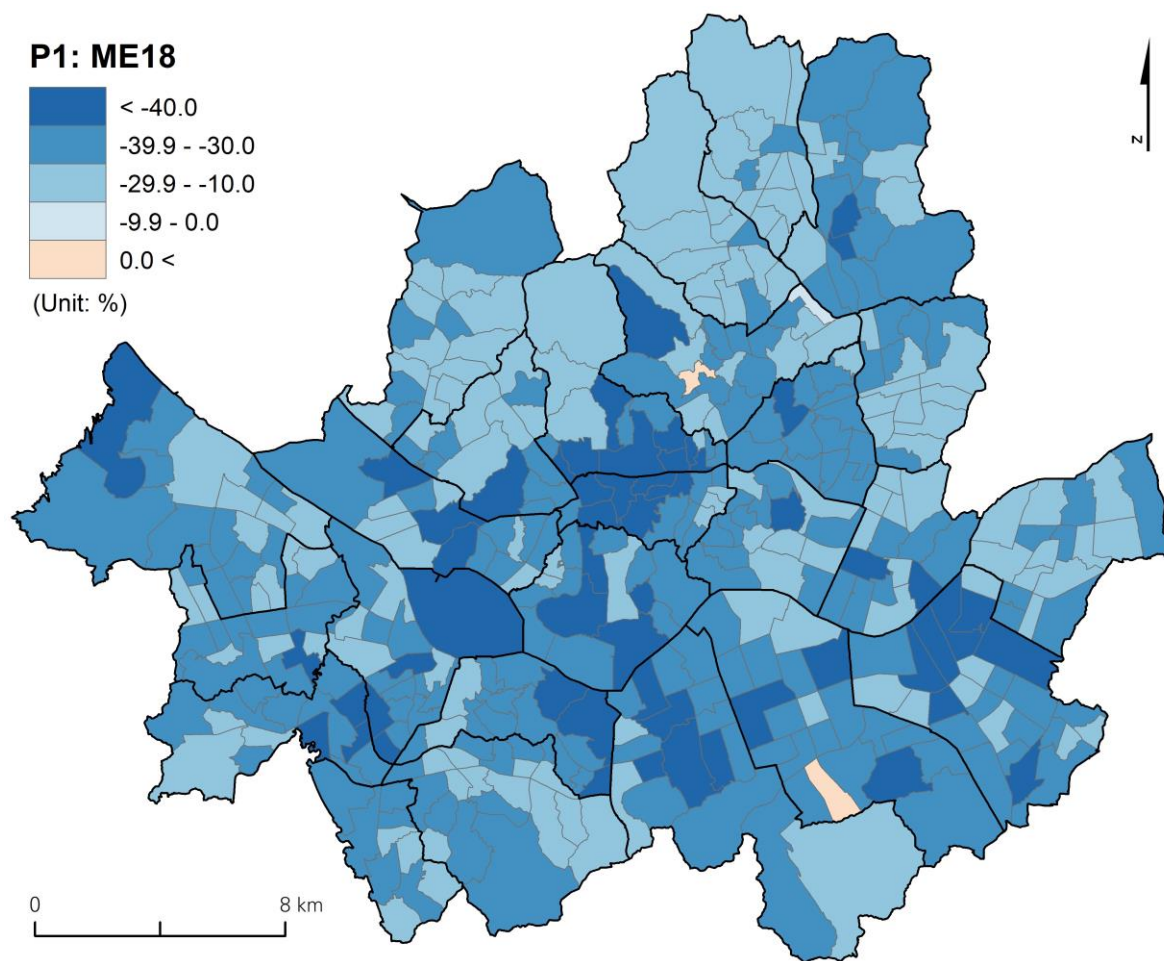 P1: ME18
< -40.0
-39.9 - -30.0
-29.9 - -10.0
-9.9 - 0.0
0.0 <
(Unit: %)
N
0 8 km